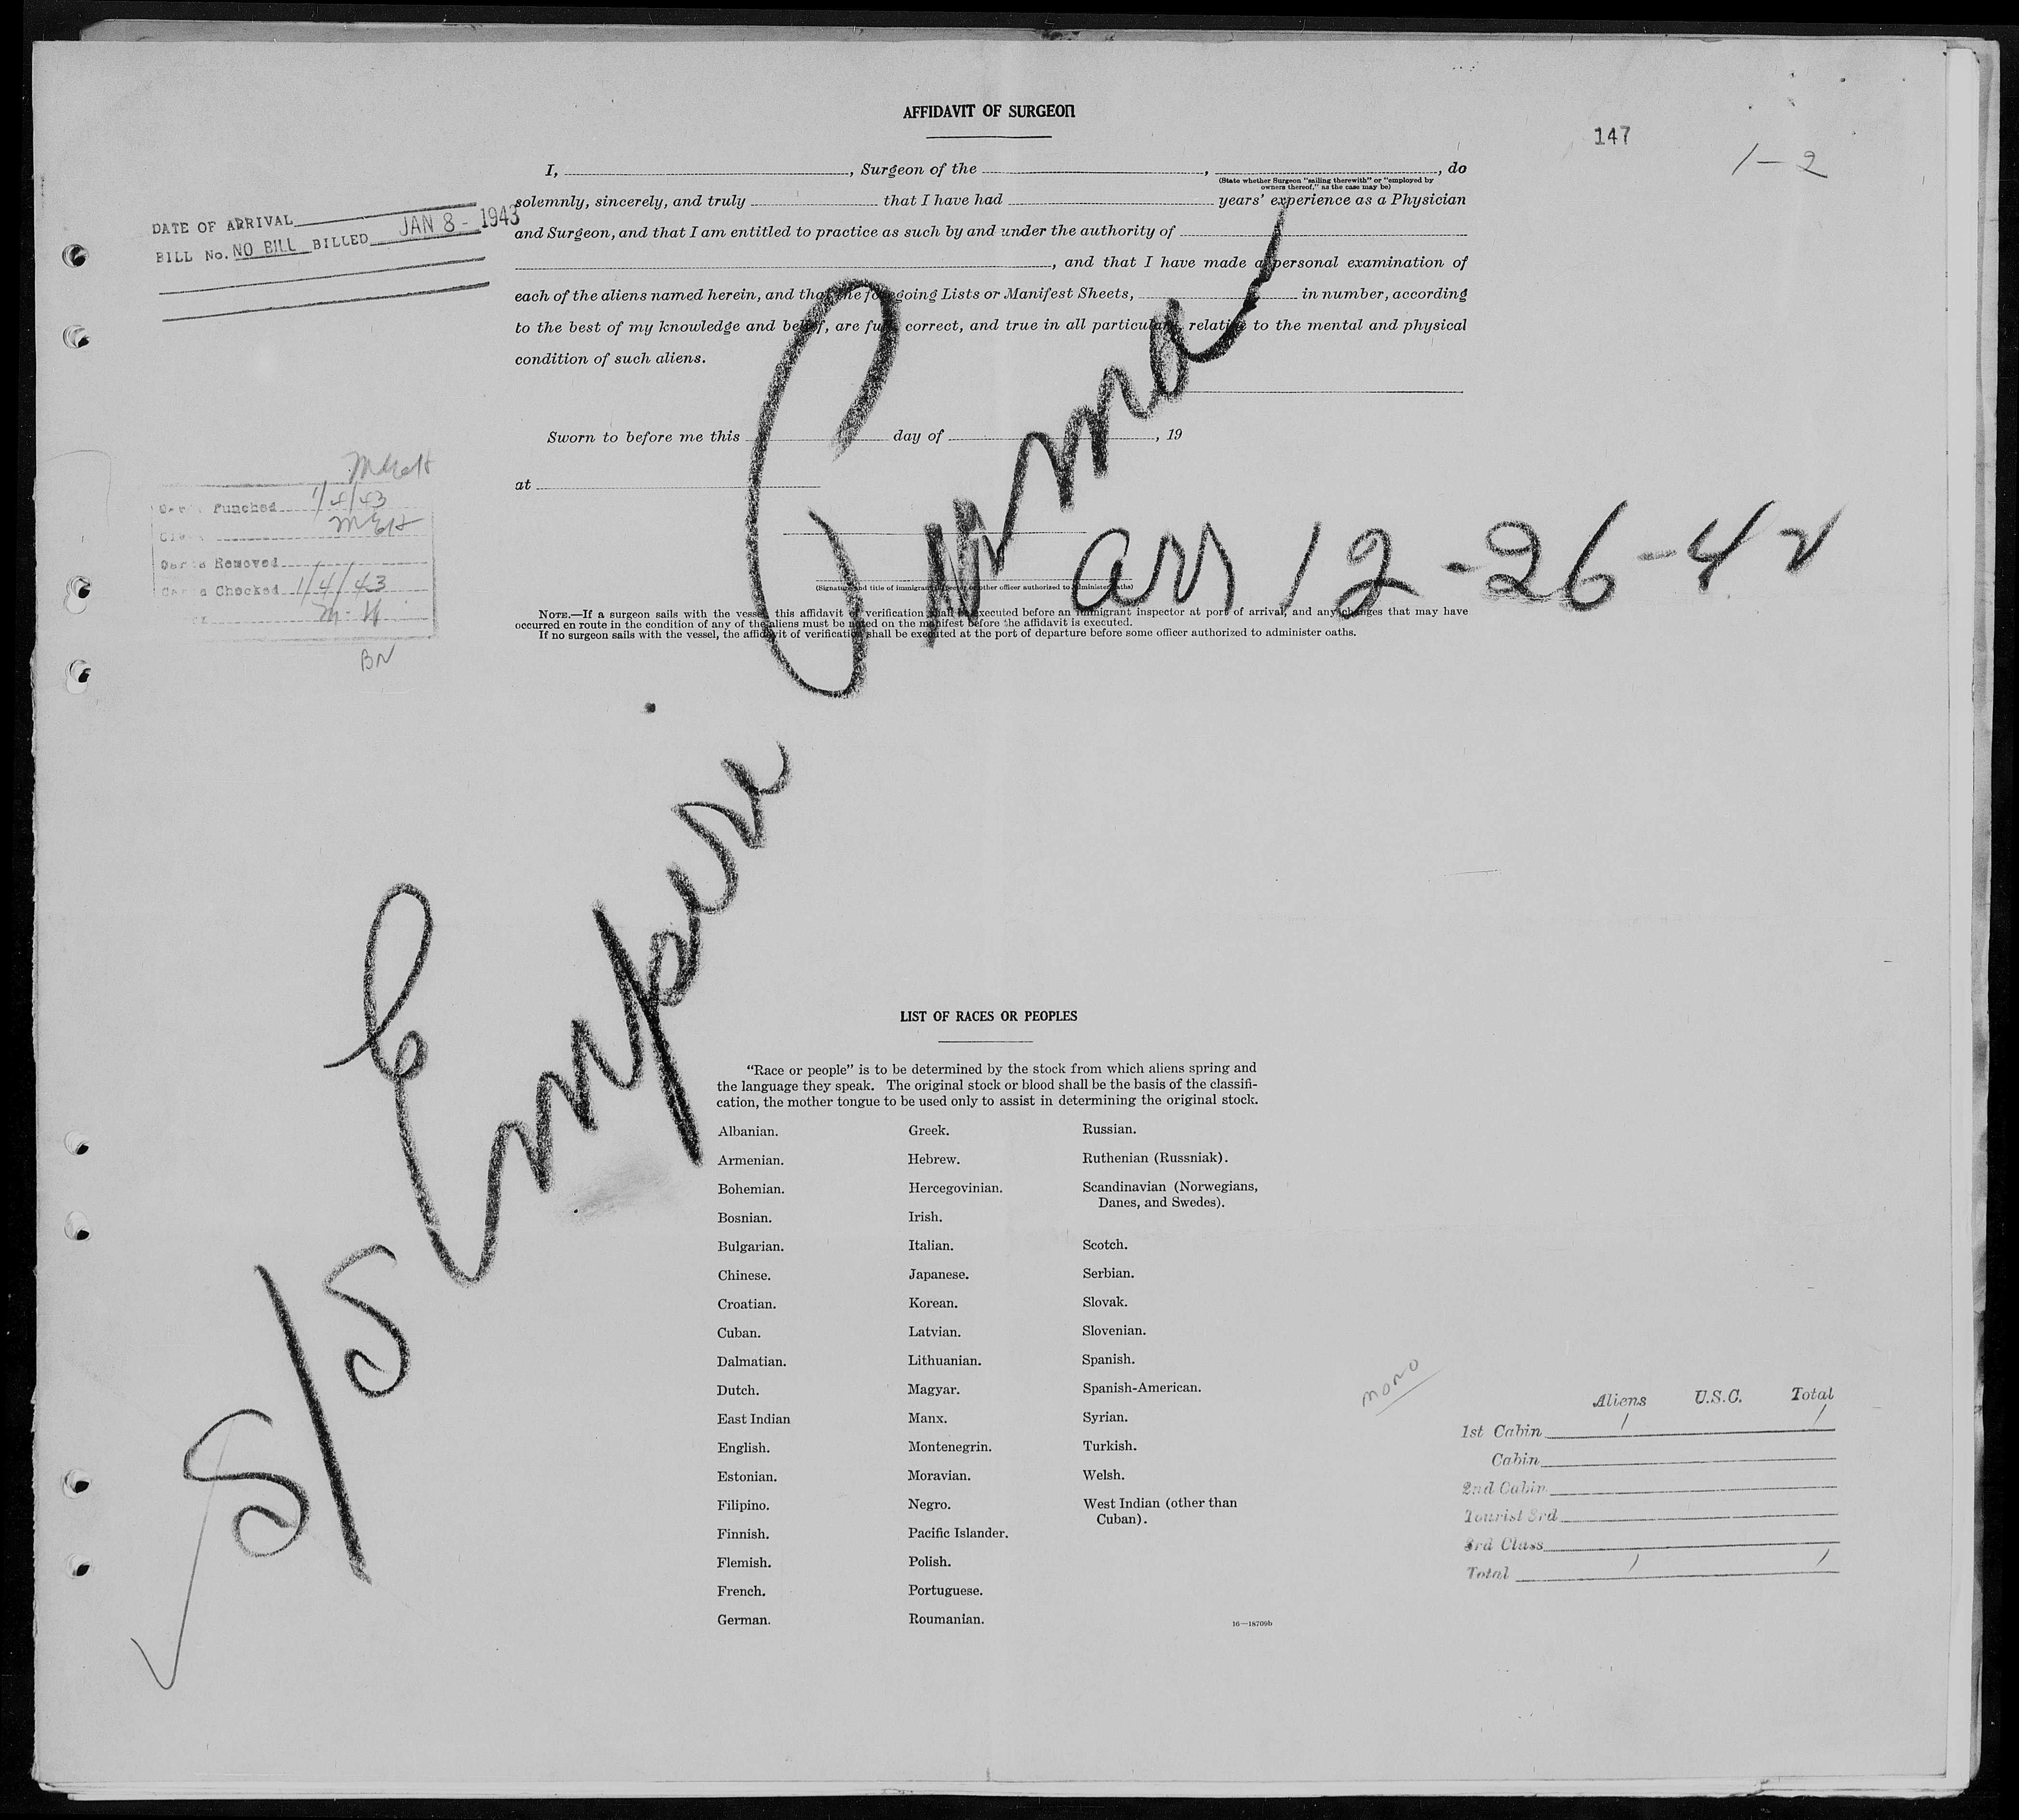 AFFIDAVIT OF SURGEON
147
1-2
I, , Surgeon of the , , do
(State whether Surgeon "sailing therewith" or "employed by
owners thereof," as the case may be)
solemnly, sincerely, and truly that I have had years' experience as a Physician
and Surgeon, and that I am entitled to practice as such by and under the authority of
, and that I have made a personal examination of
each of the aliens named herein, and that the foregoing Lists or Manifest Sheets, in number, according
to the best of my knowledge and belief, are full, correct, and true in all particulars relative to the mental and physical
condition of such aliens.
DATE OF ARRIVAL
BILL No. NO BILL BILLED JAN 8 - 1943
Sworn to before me this day of , 19
at
Cards Punched 1/4/43
MEH
Cards Removed
Cards Checked 1/4/43
M-H
BN
(Signature and title of immigrant inspector or other officer authorized to administer oaths)
arr 12-26-42
NOTE.—If a surgeon sails with the vessel, this affidavit of verification shall be executed before an immigrant inspector at port of arrival, and any changes that may have
occurred en route in the condition of any of the aliens must be noted on the manifest before the affidavit is executed.
If no surgeon sails with the vessel, the affidavit of verification shall be executed at the port of departure before some officer authorized to administer oaths.
S/S Empire
LIST OF RACES OR PEOPLES
"Race or people" is to be determined by the stock from which aliens spring and
the language they speak. The original stock or blood shall be the basis of the classifi-
cation, the mother tongue to be used only to assist in determining the original stock.
Albanian.
Armenian.
Bohemian.
Bosnian.
Bulgarian.
Chinese.
Croatian.
Cuban.
Dalmatian.
Dutch.
East Indian
English.
Estonian.
Filipino.
Finnish.
Flemish.
French.
German.
Greek.
Hebrew.
Hercegovinian.
Irish.
Italian.
Japanese.
Korean.
Latvian.
Lithuanian.
Magyar.
Manx.
Montenegrin.
Moravian.
Negro.
Pacific Islander.
Polish.
Portuguese.
Roumanian.
Russian.
Ruthenian (Russniak).
Scandinavian (Norwegians,
Danes, and Swedes).
Scotch.
Serbian.
Slovak.
Slovenian.
Spanish.
Spanish-American.
Syrian.
Turkish.
Welsh.
West Indian (other than
Cuban).
16—18709b
mono
Aliens U.S.C. Total
1st Cabin 1 1
Cabin
2nd Cabin
Tourist 3rd
3rd Class
Total 1 1